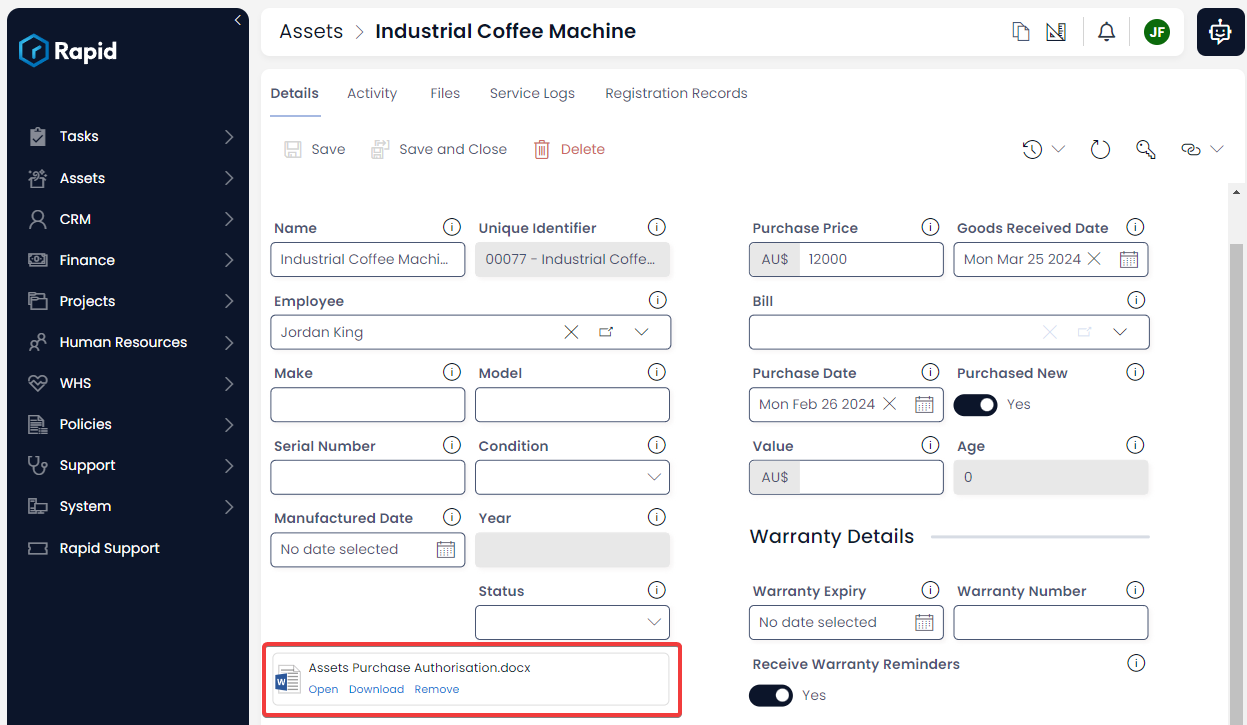 Rapid
Tasks
Assets
CRM
Finance
Projects
Human Resources
WHS
Policies
Support
System
Rapid Support
Assets > Industrial Coffee Machine
JF
Details Activity Files Service Logs Registration Records
Save Save and Close Delete
Name Unique Identifier
Industrial Coffee Machi... 00077 - Industrial Coffe...
Employee
Jordan King
Make Model
Serial Number Condition
Manufactured Date Year
No date selected
Status
W
Assets Purchase Authorisation.docx
Open Download Remove
Purchase Price Goods Received Date
AU$ 12000 Mon Mar 25 2024
Bill
Purchase Date Purchased New
Mon Feb 26 2024 Yes
Value Age
AU$ 0
Warranty Details
Warranty Expiry Warranty Number
No date selected
Receive Warranty Reminders
Yes